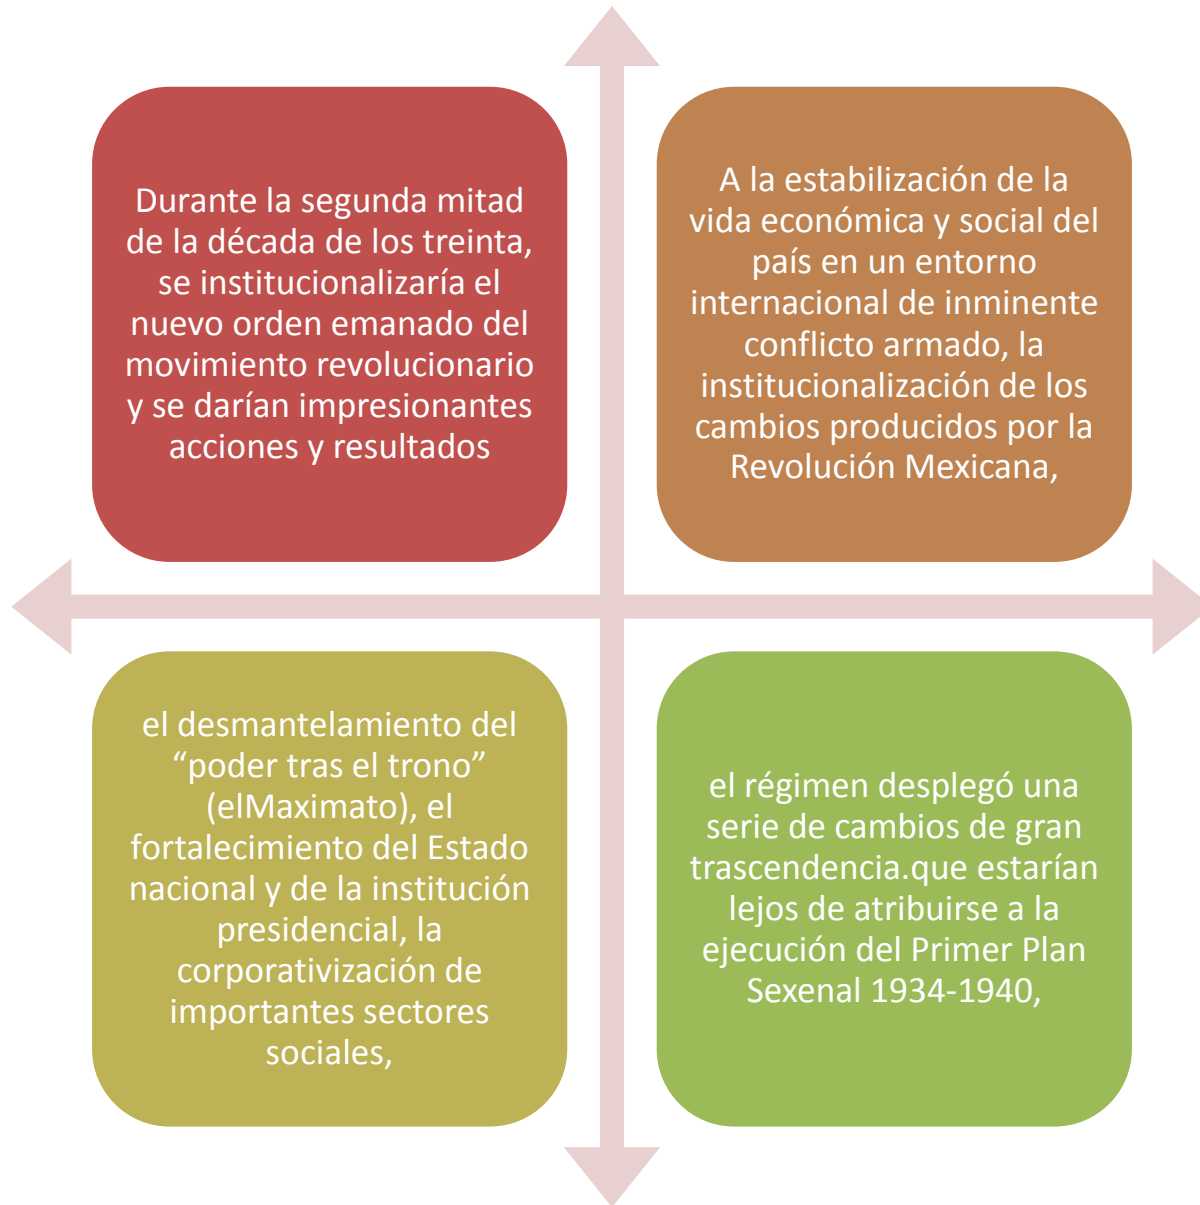 Durante la segunda mitad
de la década de los treinta,
se institucionalizaría el
nuevo orden emanado del
movimiento revolucionario
y se darían impresionantes
acciones y resultados
A la estabilización de la
vida económica y social del
país en un entorno
internacional de inminente
conflicto armado, la
institucionalización de los
cambios producidos por la
Revolución Mexicana,
el desmantelamiento del
“poder tras el trono”
(elMaximato), el
fortalecimiento del Estado
nacional y de la institución
presidencial, la
corporativización de
importantes sectores
sociales,
el régimen desplegó una
serie de cambios de gran
trascendencia.que estarían
lejos de atribuirse a la
ejecución del Primer Plan
Sexenal 1934-1940,